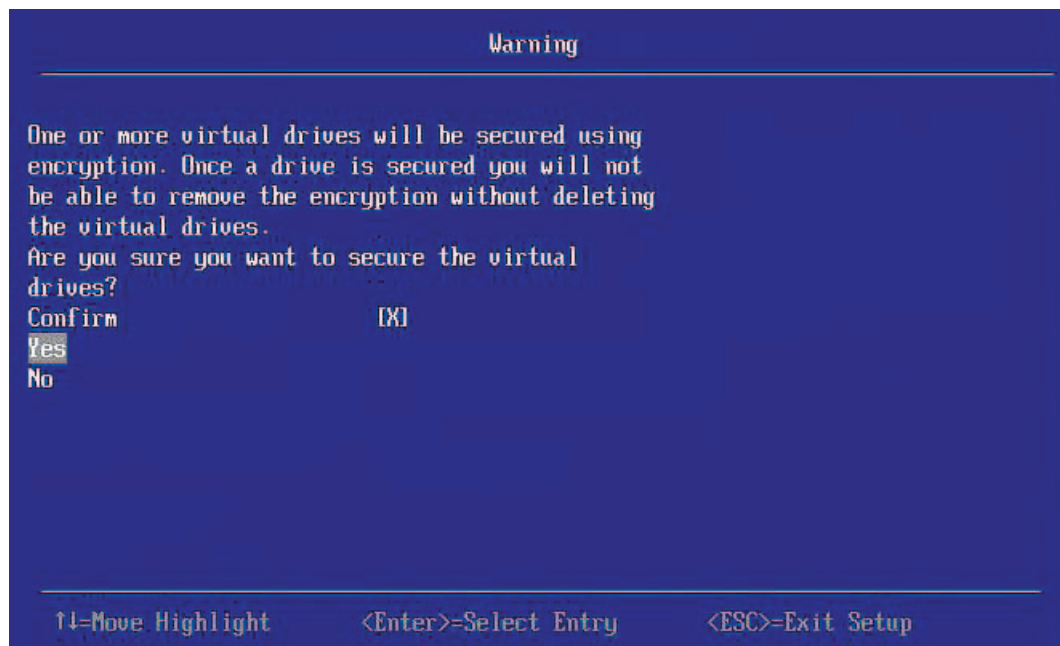 Warning
One or more virtual drives will be secured using
encryption. Once a drive is secured you will not
be able to remove the encryption without deleting
the virtual drives.
Are you sure you want to secure the virtual
drives?
Confirm [X]
Yes
No
↑↓=Move Highlight <Enter>=Select Entry <ESC>=Exit Setup